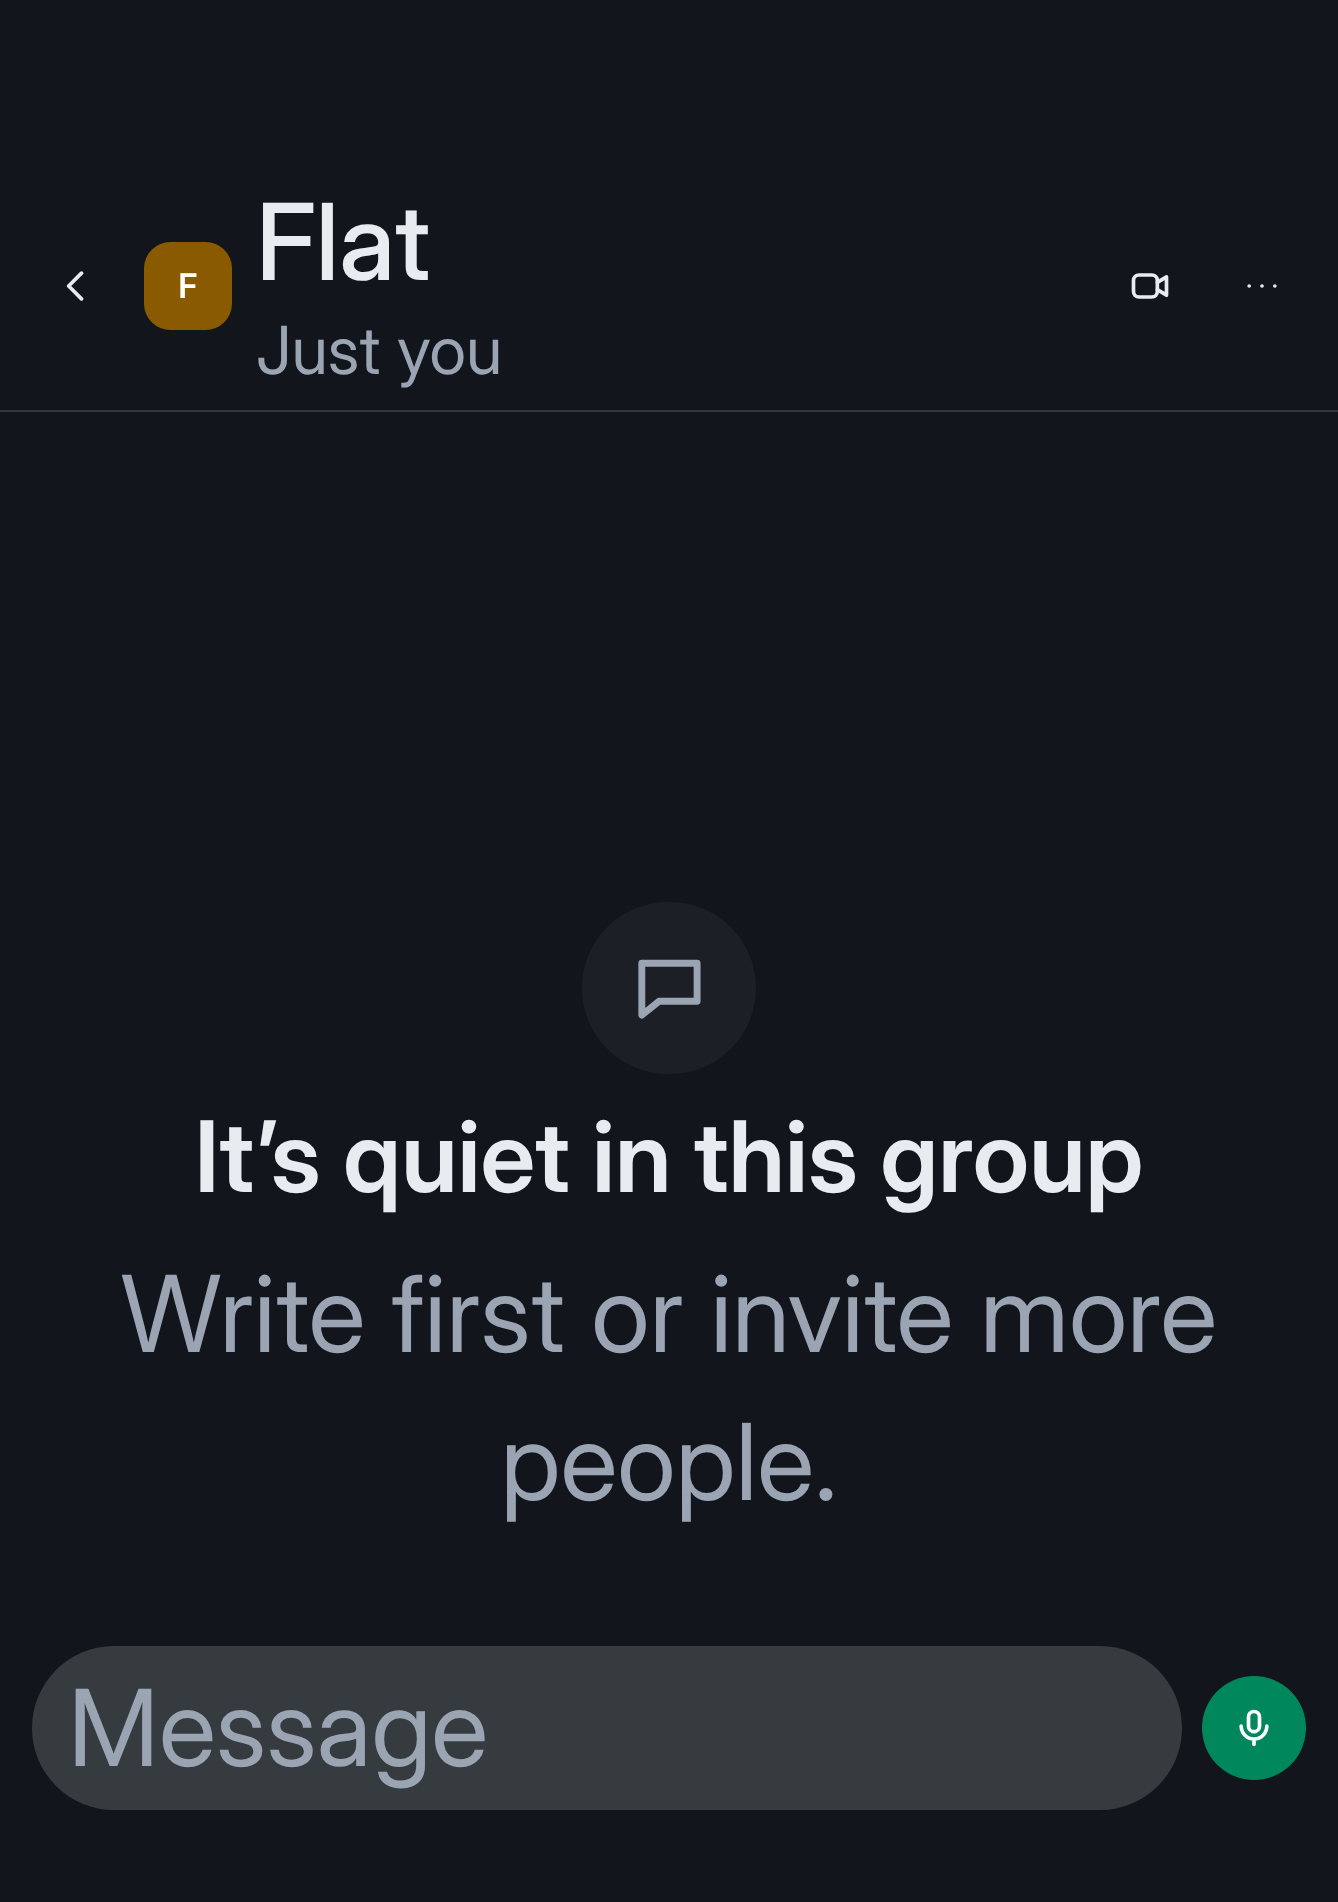 F
Flat
Just you
It’s quiet in this group
Write first or invite more
people.
Message